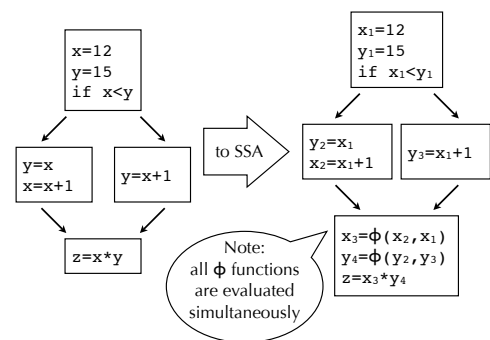 x=12
y=15
if x<y
y=x
x=x+1
y=x+1
z=x*y
to SSA
x₁=12
y₁=15
if x₁<y₁
y₂=x₁
x₂=x₁+1
y₃=x₁+1
x₃=ϕ(x₂,x₁)
y₄=ϕ(y₂,y₃)
z=x₃*y₄
Note:
all ϕ functions
are evaluated
simultaneously